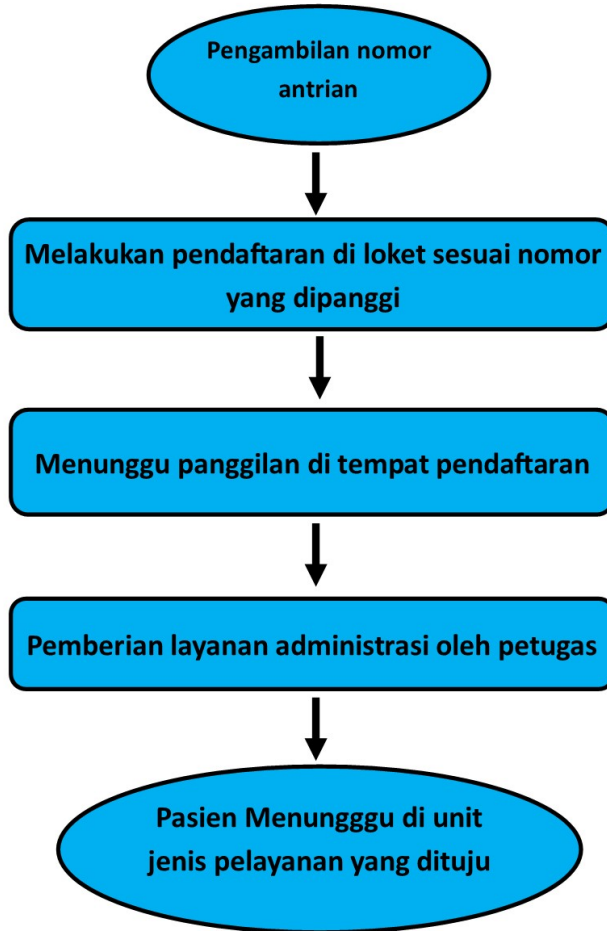 Pengambilan nomor
antrian
Melakukan pendaftaran di loket sesuai nomor
yang dipanggi
Menunggu panggilan di tempat pendaftaran
Pemberian layanan administrasi oleh petugas
Pasien Menungggu di unit
jenis pelayanan yang dituju